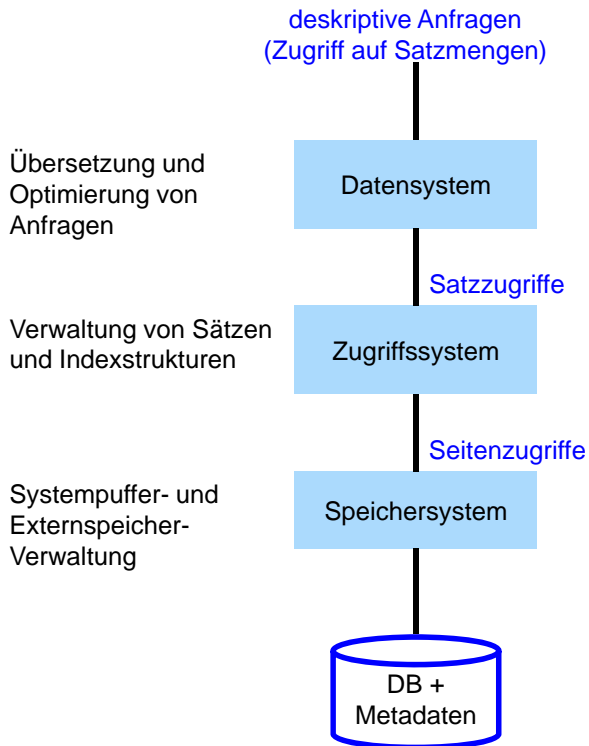 deskriptive Anfragen
(Zugriff auf Satzmengen)
Übersetzung und
Optimierung von
Anfragen
Datensystem
Satzzugriffe
Verwaltung von Sätzen
und Indexstrukturen
Zugriffssystem
Seitenzugriffe
Systempuffer- und
Externspeicher-
Verwaltung
Speichersystem
DB +
Metadaten